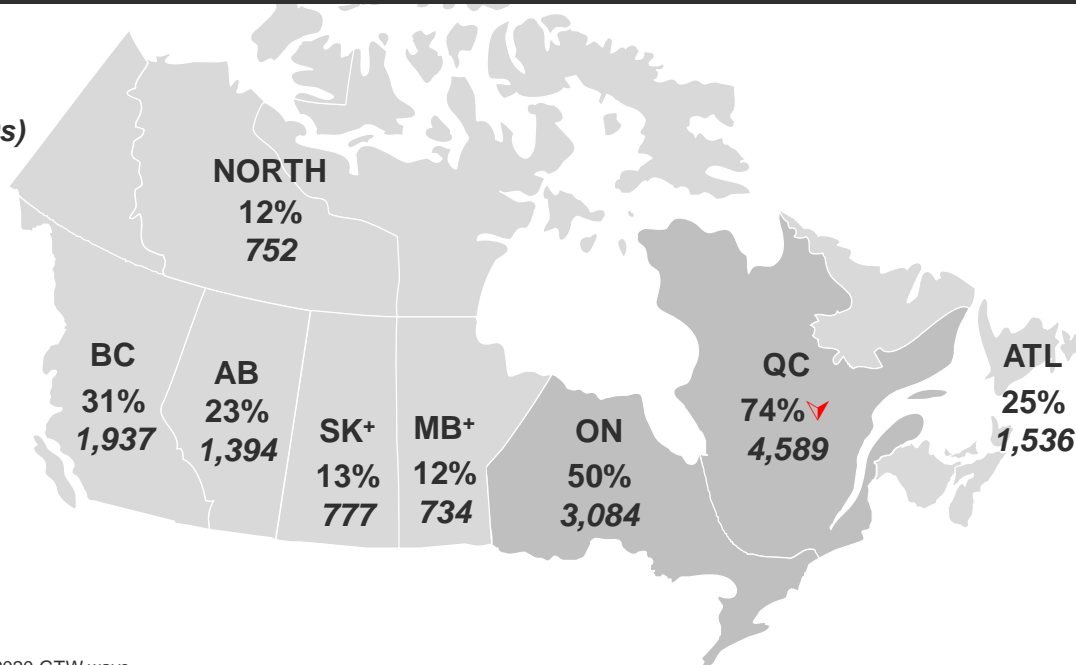 s)
NORTH
12%
752
BC
31%
1,937
AB
23%
1,394
SK+
13%
777
MB+
12%
734
ON
50%
3,084
QC
74%
4,589
ATL
25%
1,536